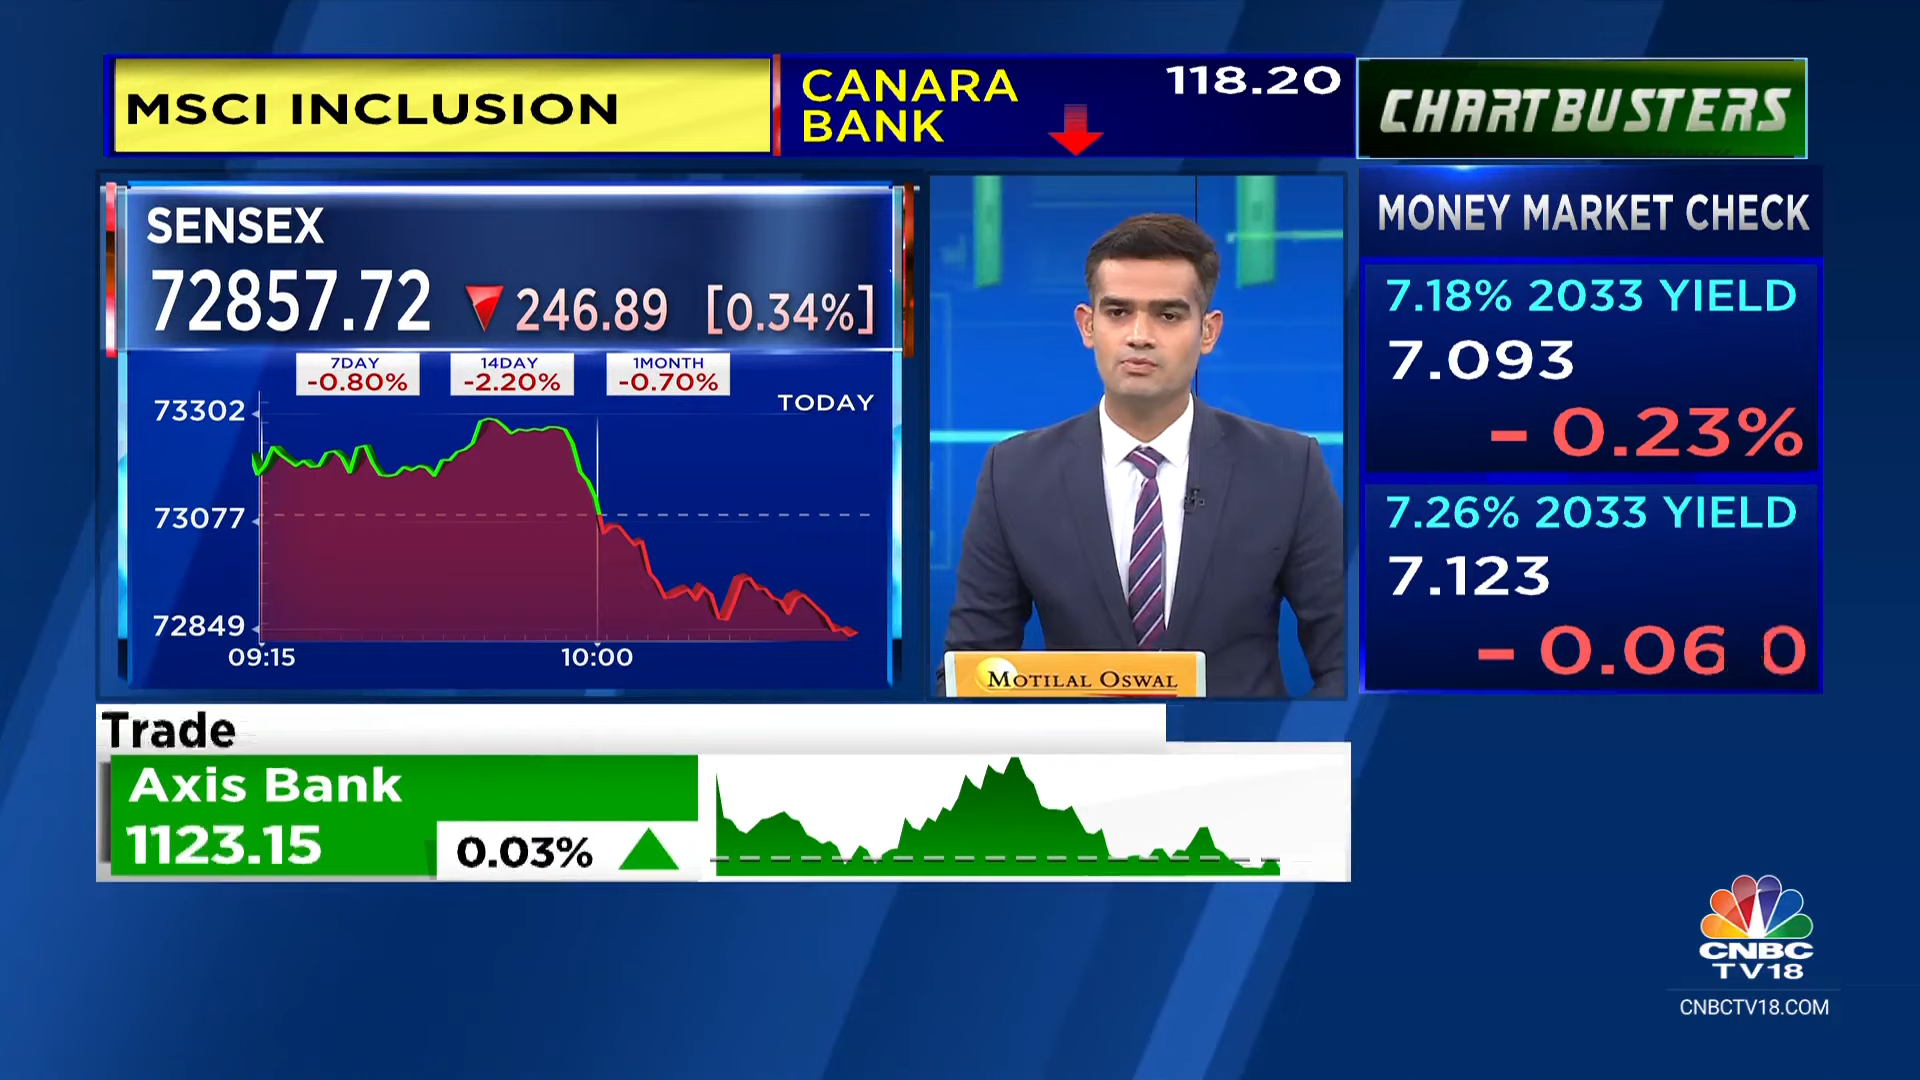 MSCI INCLUSION
CANARA
BANK
118.20
CHARTBUSTERS
SENSEX
72857.72 246.89 [0.34%]
7DAY
-0.80%
14DAY
-2.20%
1MONTH
-0.70%
TODAY
73302
73077
72849
09:15
10:00
MOTILAL OSWAL
MONEY MARKET CHECK
7.18% 2033 YIELD
7.093
- 0.23%
7.26% 2033 YIELD
7.123
- 0.06 0
Trade
Axis Bank
1123.15
0.03%
CNBC
TV18
CNBCTV18.COM